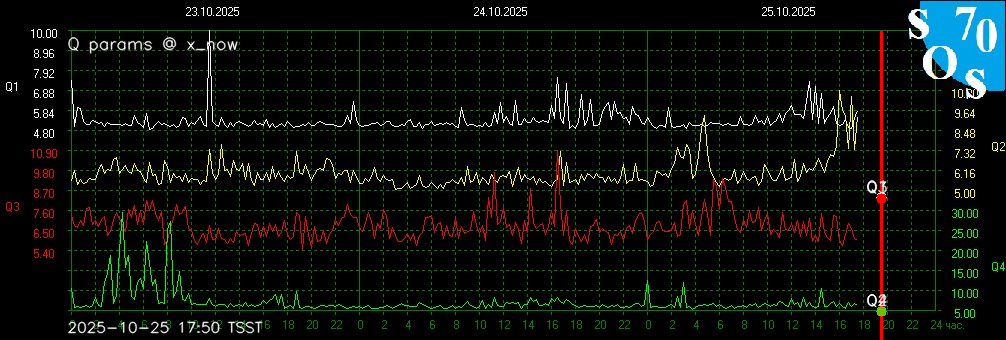 23.10.2025 24.10.2025 25.10.2025
Q params @ x_now
10.00
8.96
7.92
6.88
5.84
4.80
Q1
10.90
9.80
8.70
7.60
6.50
5.40
Q3
S 70
O S
9.64
8.48
7.32
6.16
5.00
Q2
30.00
25.00
20.00
15.00
10.00
5.00
Q4
2025-10-25 17:50 TSST
18 20 22 0 2 4 6 8 10 12 14 16 18 20 22 0 2 4 6 8 10 12 14 16 18 20 22 24 час.